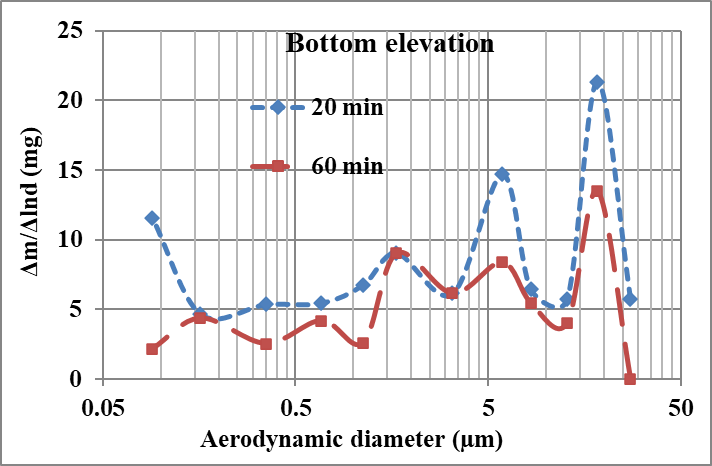 Bottom elevation
20 min
60 min
25
20
15
10
5
0
Δm/Δlnd (mg)
0.05
0.5
5
50
Aerodynamic diameter (μm)